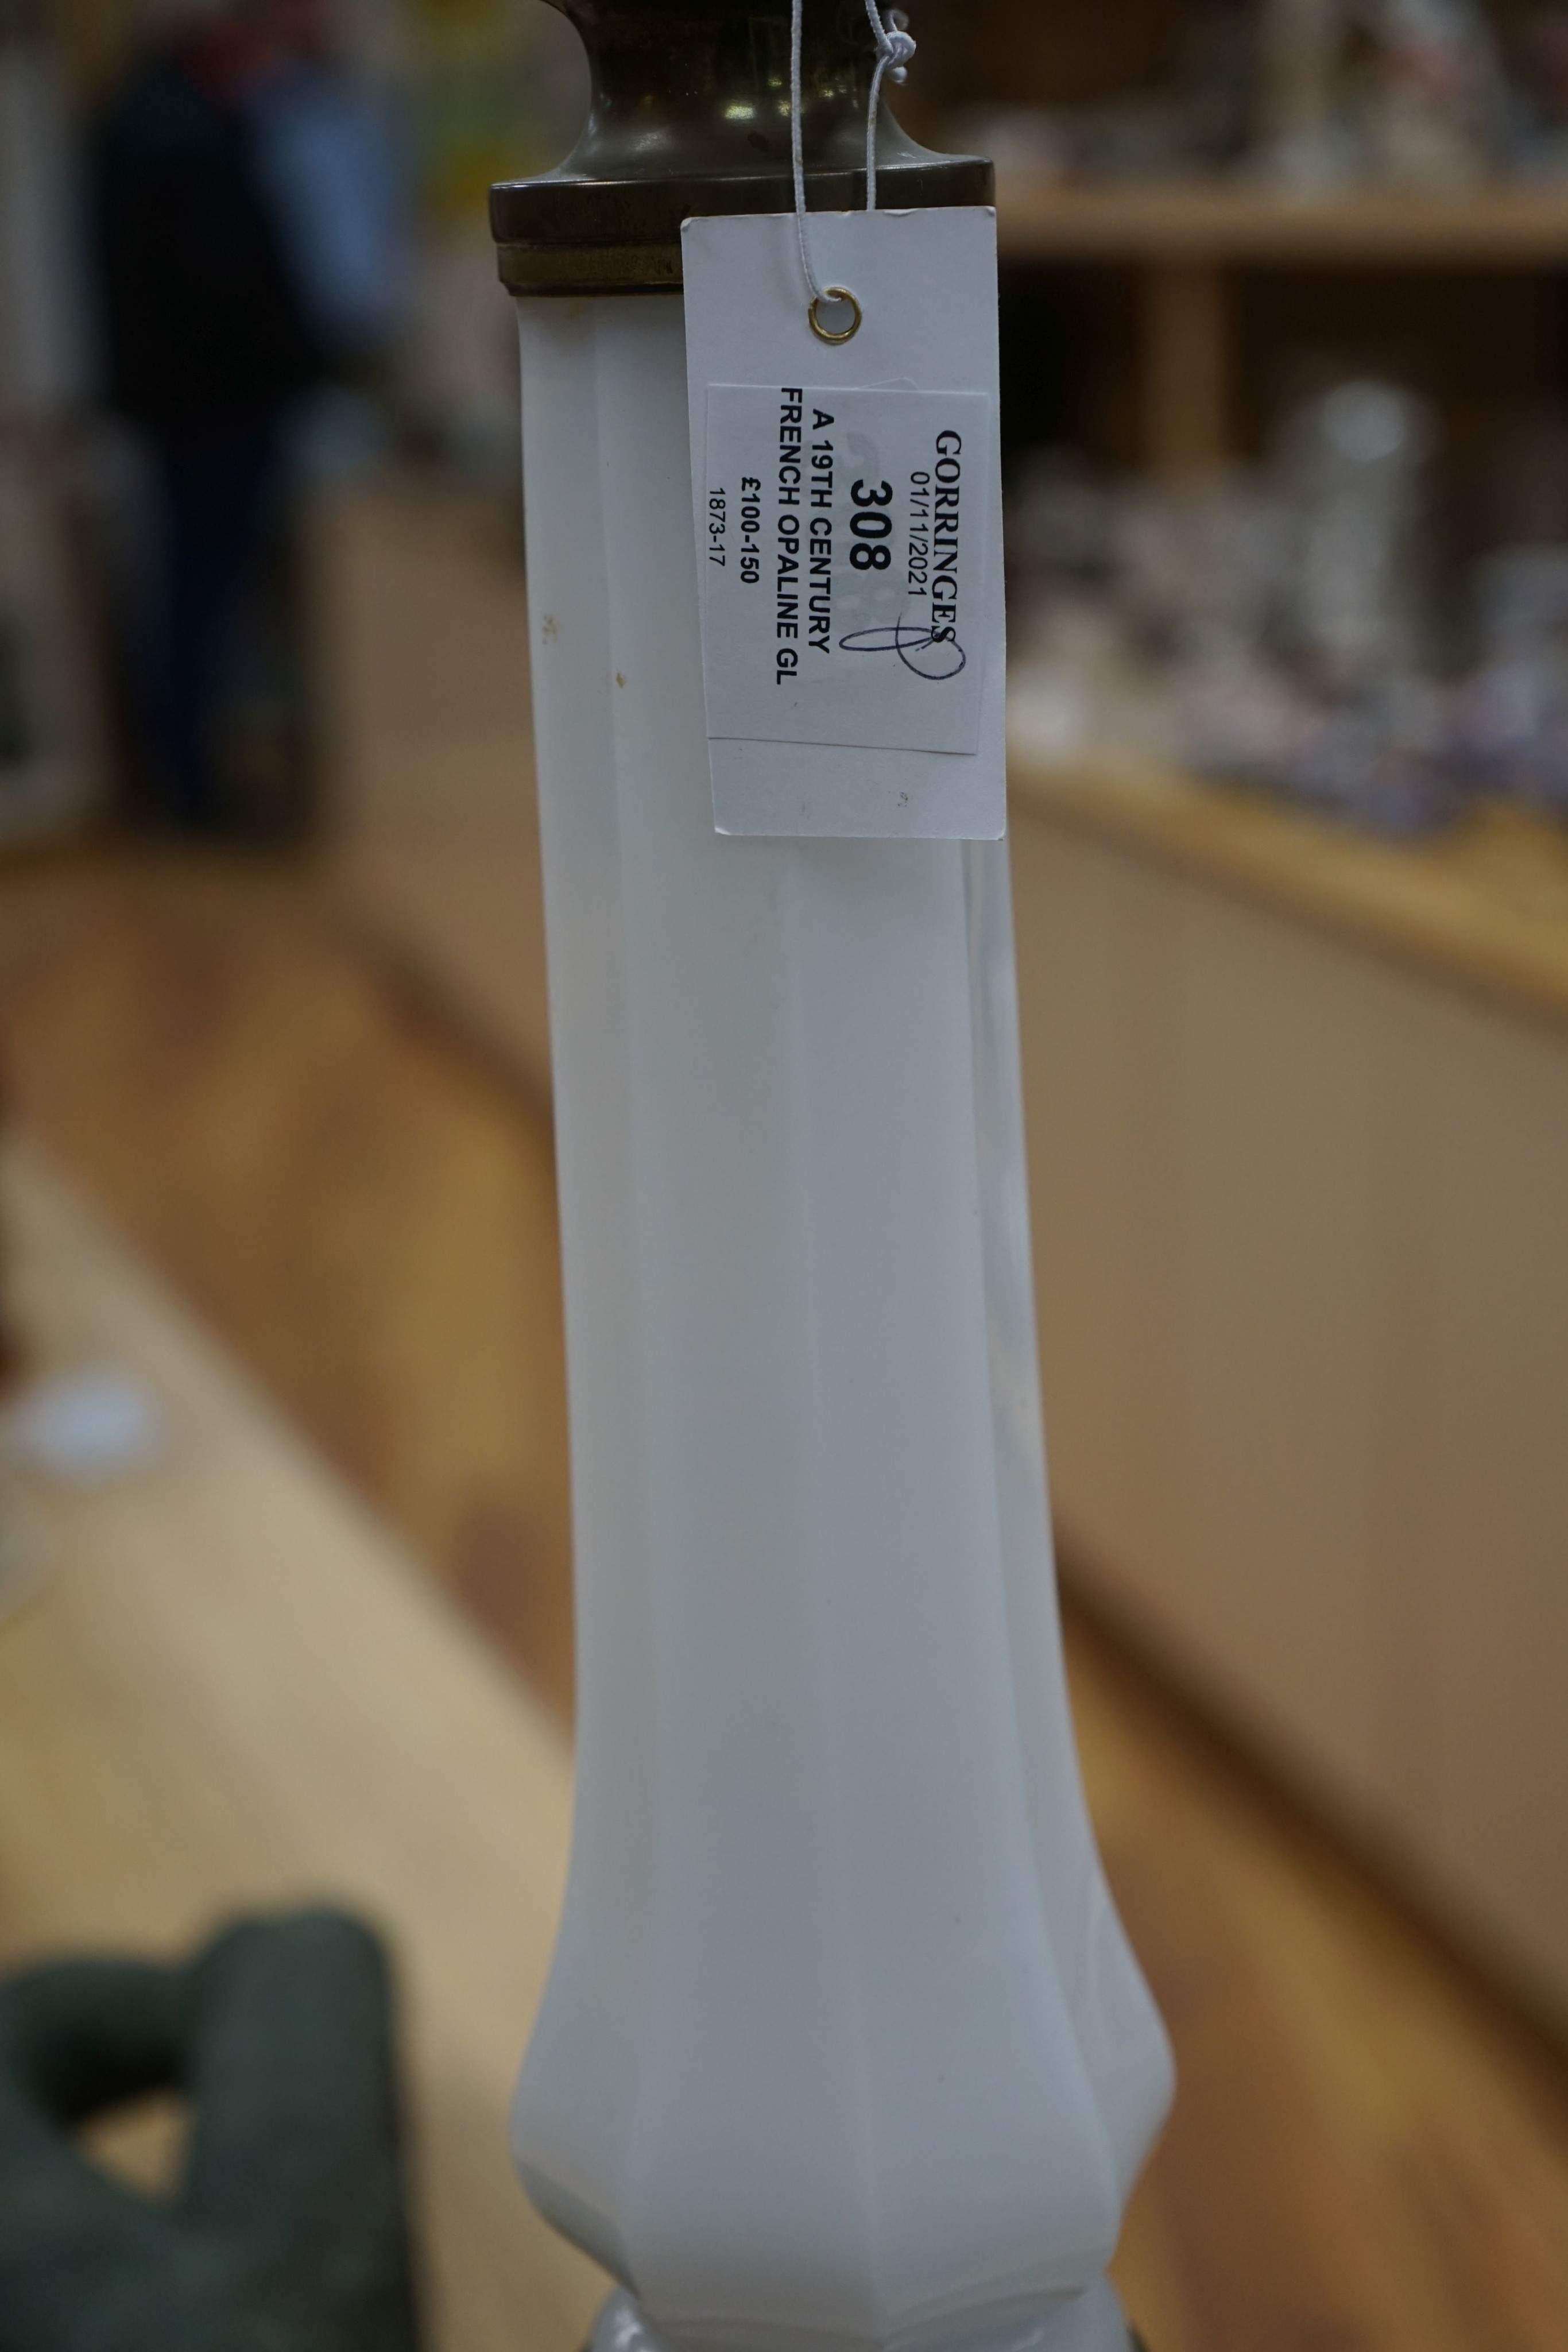 GORRINGES
01/11/2021
308
A 19TH CENTURY
FRENCH OPALINE GL
£100-150
1873-17